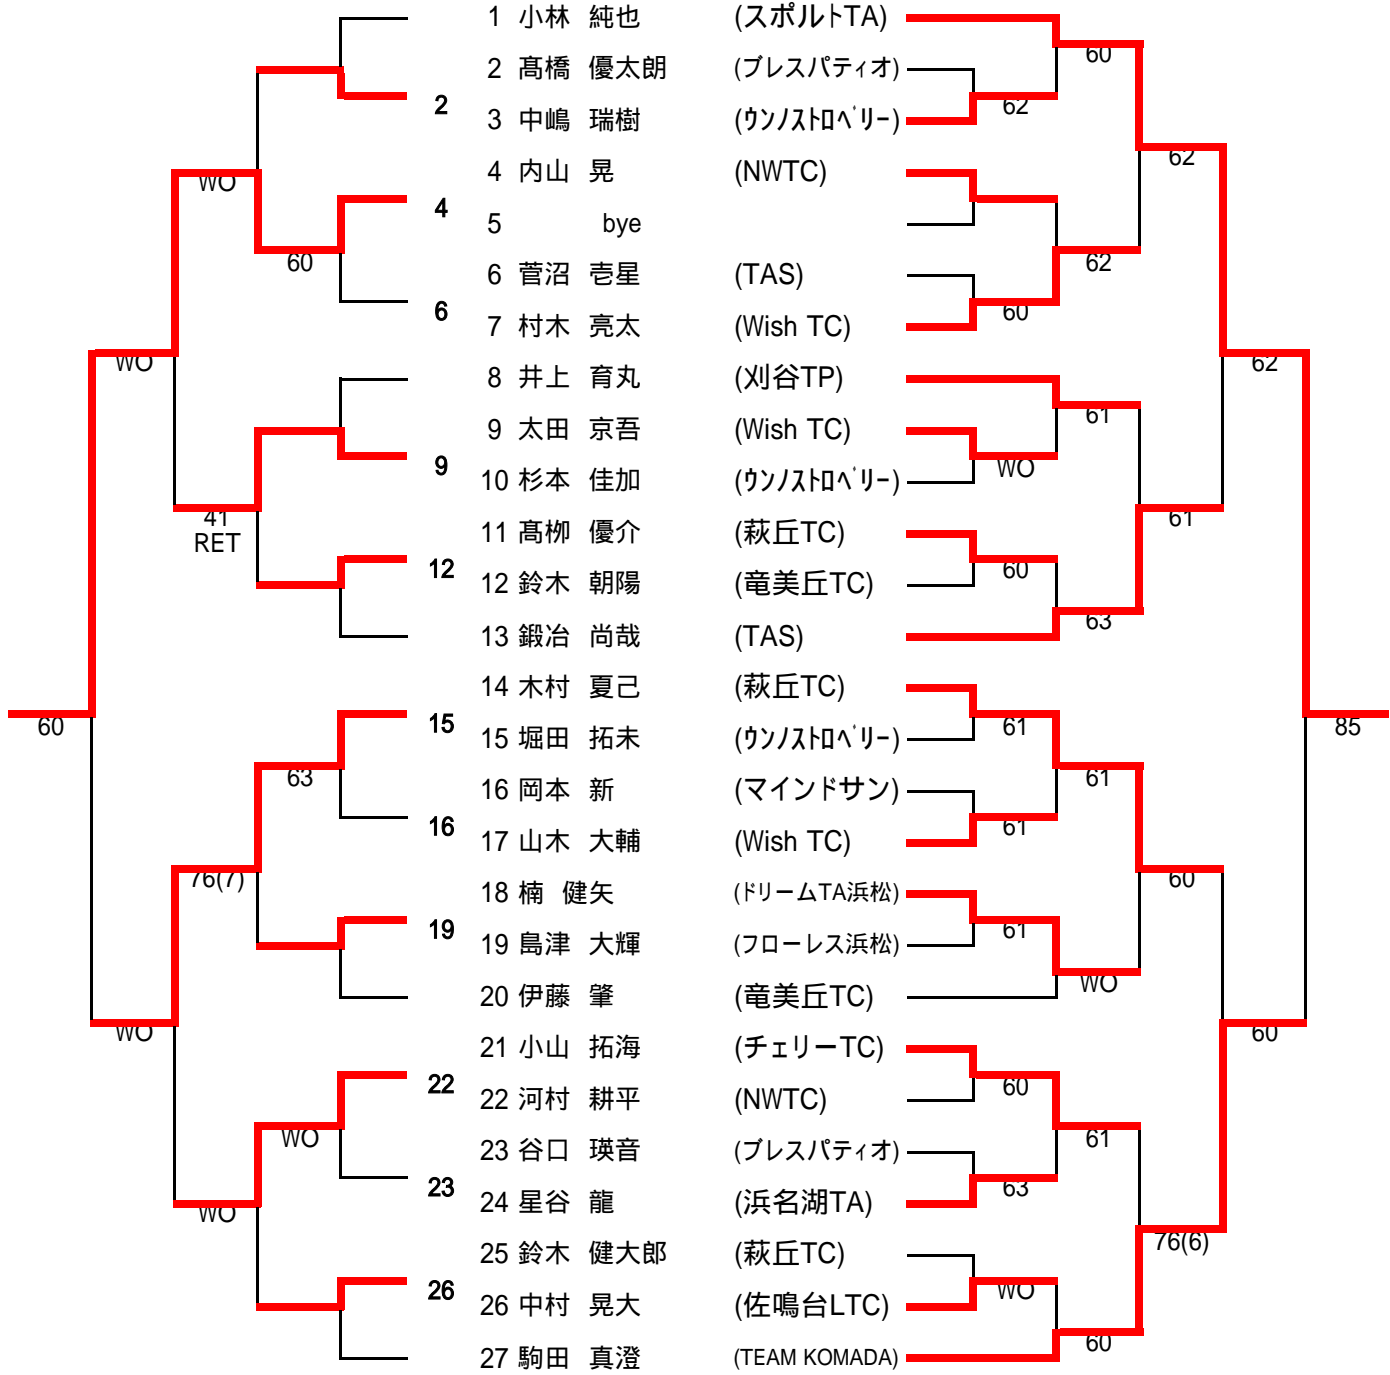 1 小林 純也 (スポルトTA)
60
2 髙橋 優太朗 (ブレスパティオ)
2
62
3 中嶋 瑞樹 (ウンノストロベリー)
62
4 内山 晃 (NWTC)
WO
4
5 bye
60
62
6 菅沼 壱星 (TAS)
6
60
7 村木 亮太 (Wish TC)
WO
62
8 井上 育丸 (刈谷TP)
61
9 太田 京吾 (Wish TC)
9
WO
10 杉本 佳加 (ウンノストロベリー)
41
RET
61
11 髙栁 優介 (萩丘TC)
12
60
12 鈴木 朝陽 (竜美丘TC)
63
13 鍛冶 尚哉 (TAS)
14 木村 夏己 (萩丘TC)
60
15
61
85
15 堀田 拓未 (ウンノストロベリー)
63
61
16 岡本 新 (マインドサン)
16
61
17 山木 大輔 (Wish TC)
76(7)
60
18 楠 健矢 (ドリームTA浜松)
19
61
19 島津 大輝 (フローレス浜松)
WO
20 伊藤 肇 (竜美丘TC)
WO
60
21 小山 拓海 (チェリーTC)
22
60
22 河村 耕平 (NWTC)
WO
61
23 谷口 瑛音 (ブレスパティオ)
23
63
24 星谷 龍 (浜名湖TA)
WO
76(6)
25 鈴木 健大郎 (萩丘TC)
26
WO
26 中村 晃大 (佐鳴台LTC)
60
27 駒田 真澄 (TEAM KOMADA)